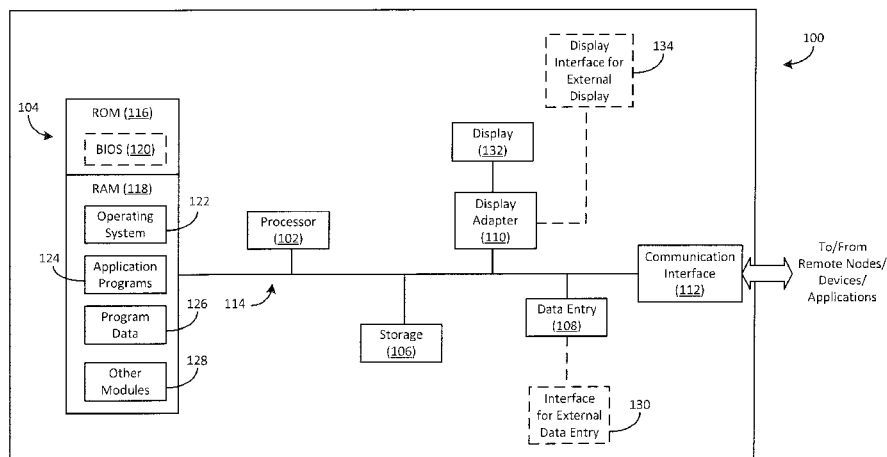 100
Display
Interface for
External
Display
134
104
ROM (116)
BIOS (120)
RAM (118)
Operating
System
122
124
Application
Programs
Program
Data
126
Other
Modules
128
Processor
(102)
114
Storage
(106)
Display
(132)
Display
Adapter
(110)
Data Entry
(108)
Interface
for External
Data Entry
130
Communication
Interface
(112)
To/From
Remote Nodes/
Devices/
Applications